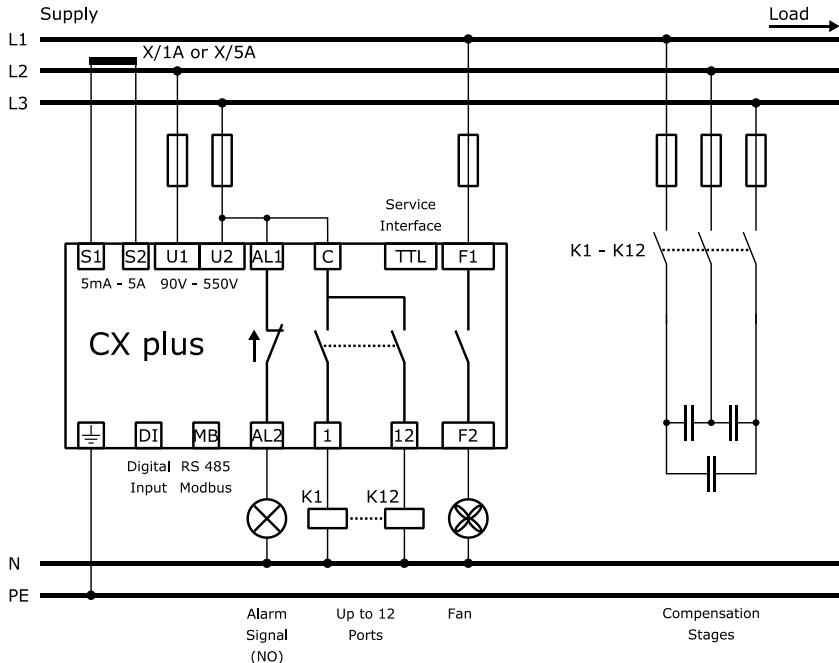 Supply
Load
L1
X/1A or X/5A
L2
L3
Service
Interface
K1 - K12
S1 S2 U1 U2 AL1 C TTL F1
5mA - 5A 90V - 550V
CX plus
DI MB AL2 1 12 F2
Digital RS 485
Input Modbus
K1 K12
N
PE
Alarm
Signal
(NO)
Up to 12
Ports
Fan
Compensation
Stages